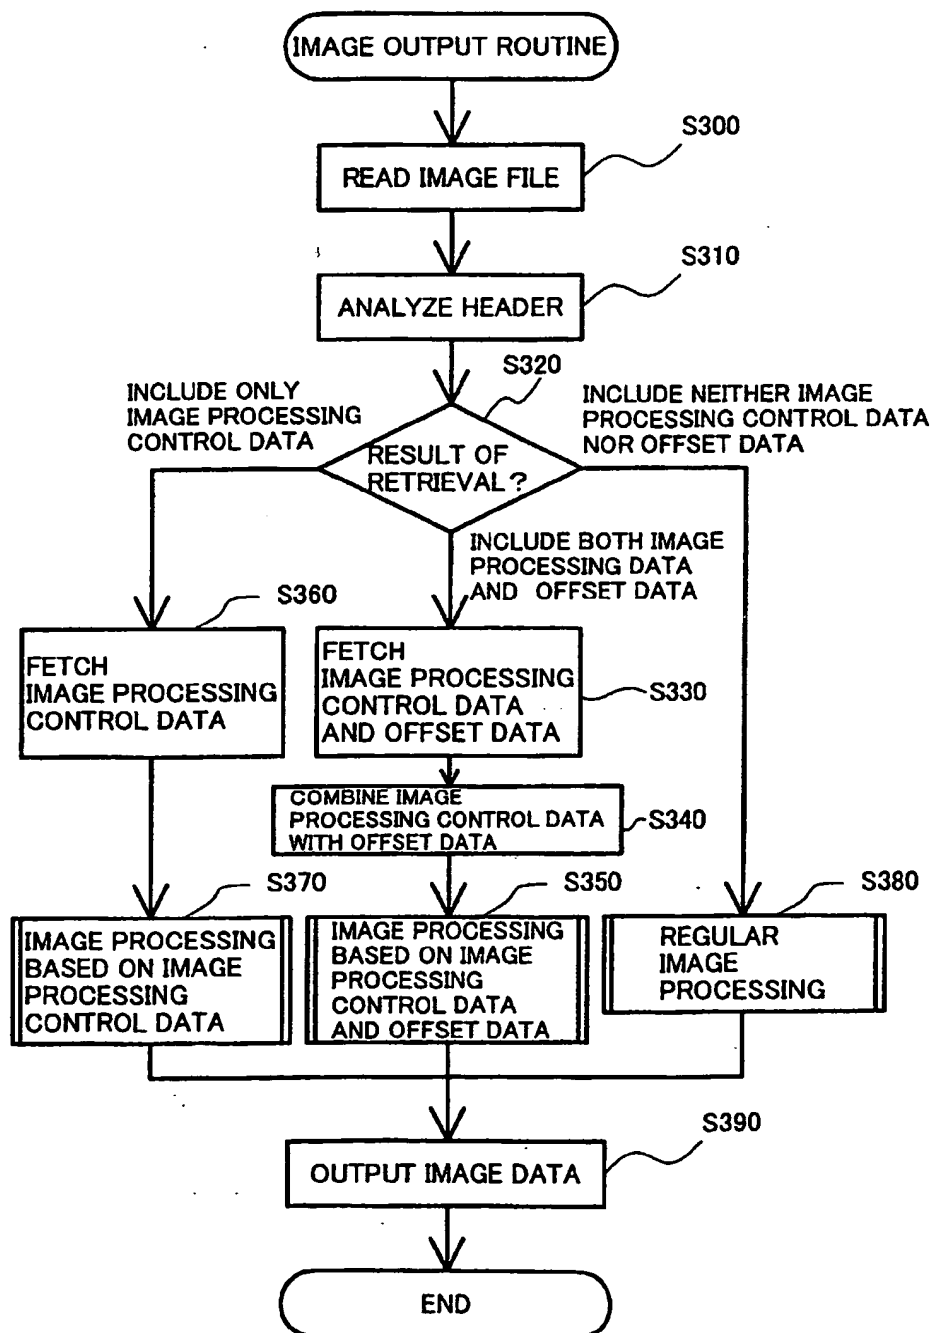 IMAGE OUTPUT ROUTINE
S300
READ IMAGE FILE
S310
ANALYZE HEADER
S320
INCLUDE ONLY
IMAGE PROCESSING
CONTROL DATA
INCLUDE NEITHER IMAGE
PROCESSING CONTROL DATA
NOR OFFSET DATA
RESULT OF
RETRIEVAL?
INCLUDE BOTH IMAGE
PROCESSING DATA
AND OFFSET DATA
S360
FETCH
IMAGE PROCESSING
CONTROL DATA
FETCH
IMAGE PROCESSING
CONTROL DATA
AND OFFSET DATA
S330
COMBINE IMAGE
PROCESSING CONTROL DATA
WITH OFFSET DATA
S340
S370
IMAGE PROCESSING
BASED ON IMAGE
PROCESSING
CONTROL DATA
S350
IMAGE PROCESSING
BASED ON IMAGE
PROCESSING
CONTROL DATA
AND OFFSET DATA
S380
REGULAR
IMAGE
PROCESSING
S390
OUTPUT IMAGE DATA
END